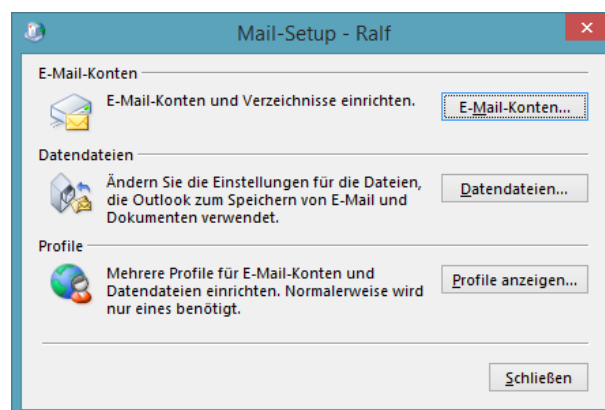 Mail-Setup - Ralf
E-Mail-Konten
E-Mail-Konten und Verzeichnisse einrichten.
E-Mail-Konten...
Datendateien
Ändern Sie die Einstellungen für die Dateien,
die Outlook zum Speichern von E-Mail und
Dokumenten verwendet.
Datendateien...
Profile
Mehrere Profile für E-Mail-Konten und
Datendateien einrichten. Normalerweise wird
nur eines benötigt.
Profile anzeigen...
Schließen